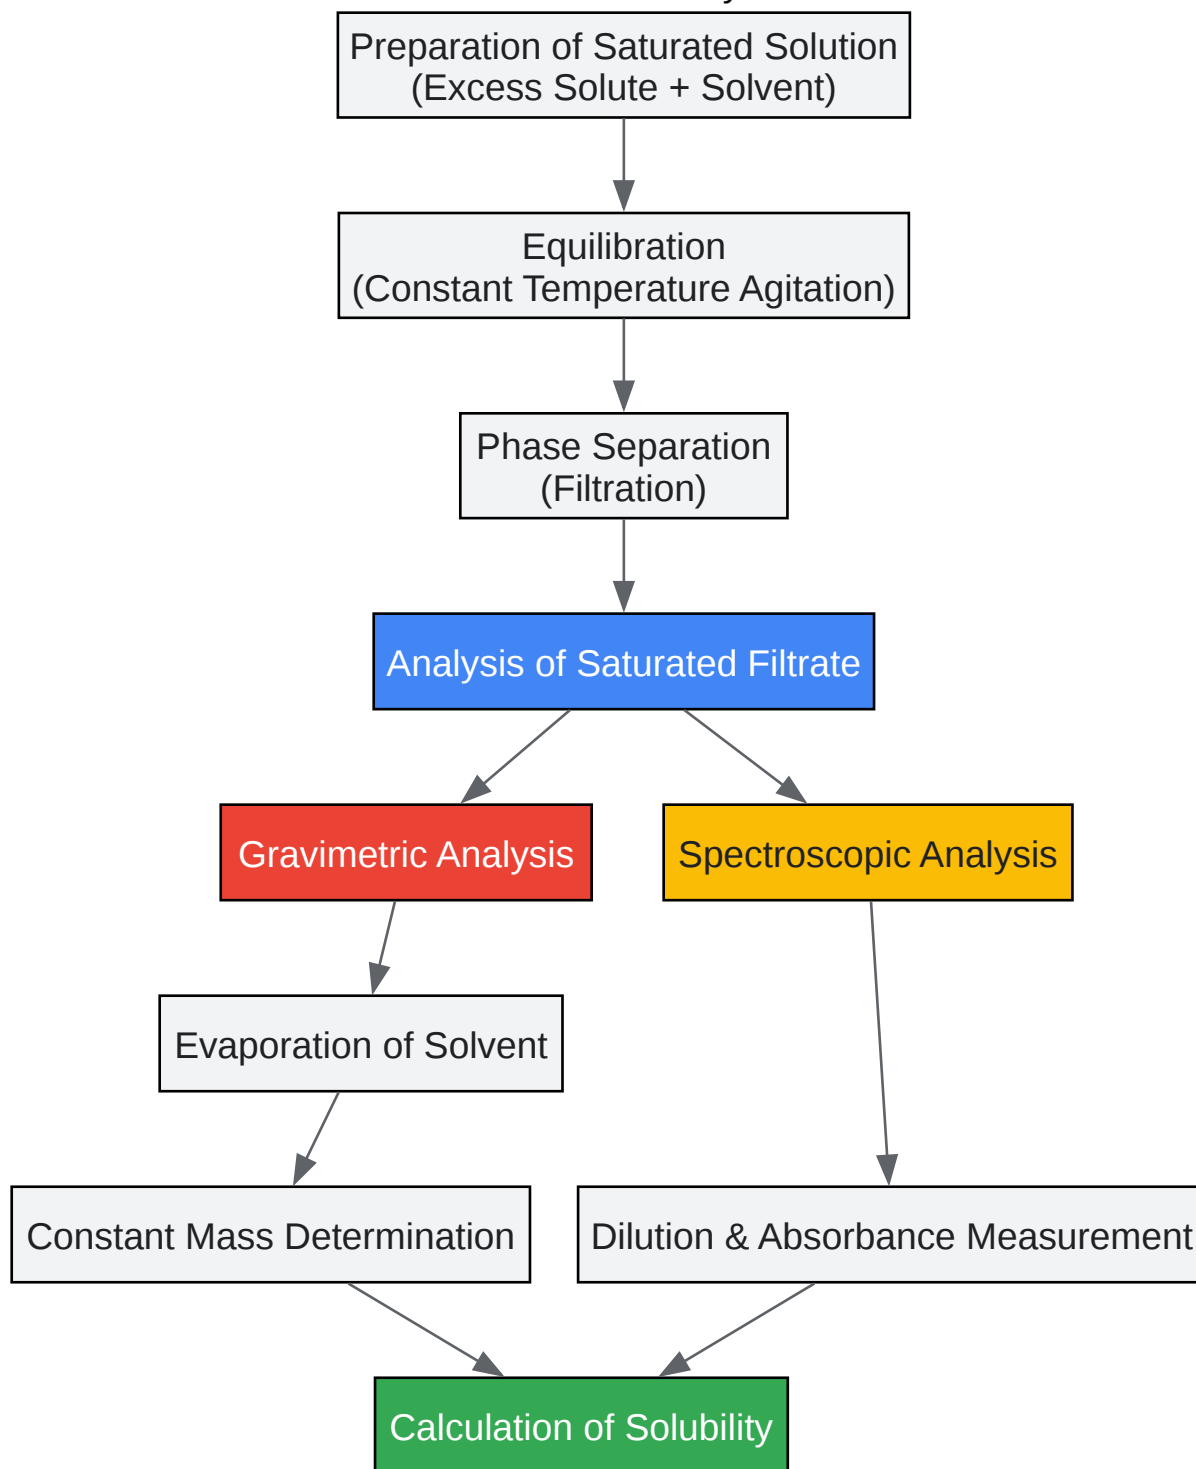 Preparation of Saturated Solution
(Excess Solute + Solvent)
Equilibration
(Constant Temperature Agitation)
Phase Separation
(Filtration)
Analysis of Saturated Filtrate
Gravimetric Analysis
Spectroscopic Analysis
Evaporation of Solvent
Constant Mass Determination
Dilution & Absorbance Measurement
Calculation of Solubility